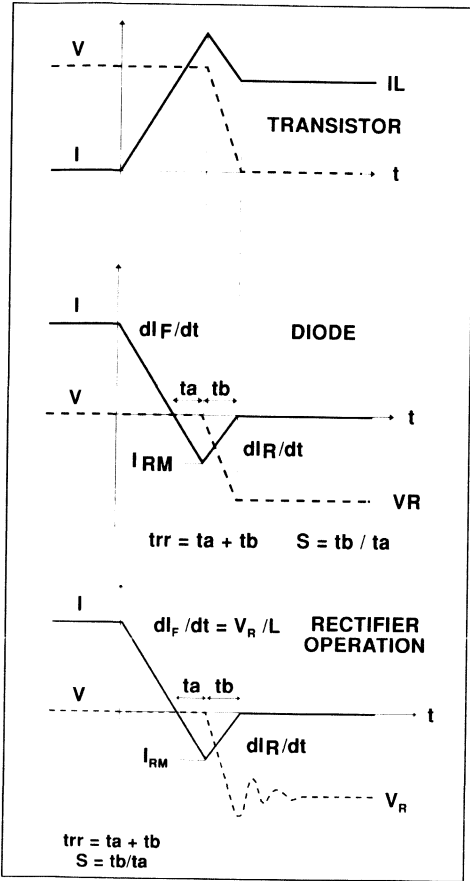 V
IL
TRANSISTOR
I
t
I
dIF/dt
DIODE
ta tb
V
t
IRM
dIR/dt
VR
trr = ta + tb S = tb / ta
I
dIF /dt = VR /L
RECTIFIER
OPERATION
ta tb
V
t
IRM
dIR/dt
VR
trr = ta + tb
S = tb/ta